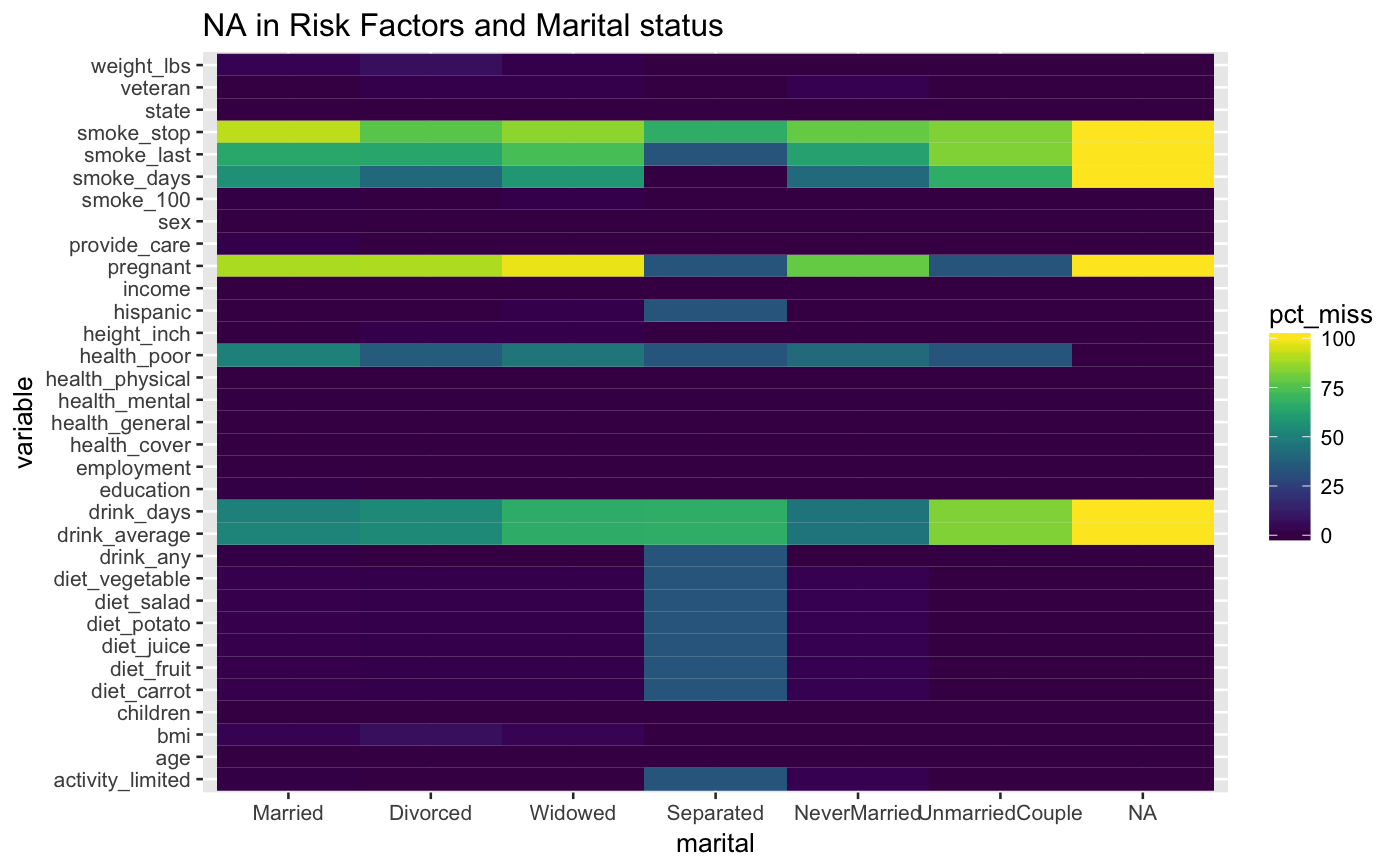 NA in Risk Factors and Marital status
weight_lbs
veteran
state
smoke_stop
smoke_last
smoke_days
smoke_100
sex
provide_care
pregnant
income
hispanic
height_inch
health_poor
health_physical
health_mental
health_general
health_cover
employment
education
drink_days
drink_average
drink_any
diet_vegetable
diet_salad
diet_potato
diet_juice
diet_fruit
diet_carrot
children
bmi
age
activity_limited
variable
Married Divorced Widowed Separated NeverMarried UnmarriedCouple NA
marital
pct_miss
100
75
50
25
0